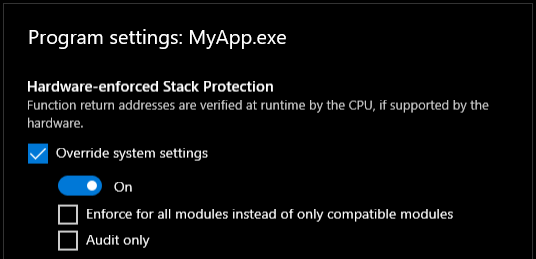 Program settings: MyApp.exe
Hardware-enforced Stack Protection
Function return addresses are verified at runtime by the CPU, if supported by the
hardware.
Override system settings
On
Enforce for all modules instead of only compatible modules
Audit only